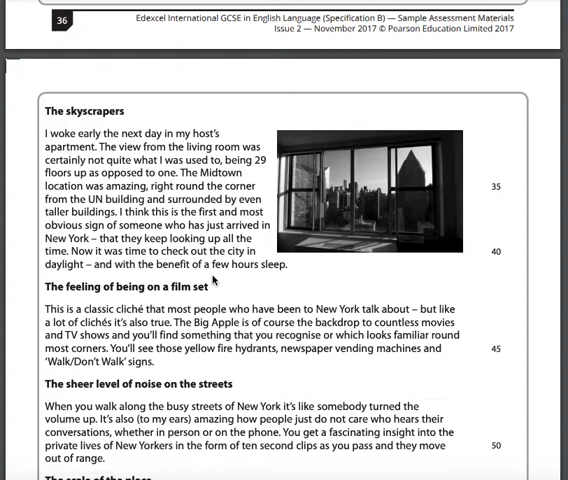 36
Edexcel International GCSE in English Language (Specification B) — Sample Assessment Materials
Issue 2 — November 2017 © Pearson Education Limited 2017
The skyscrapers
I woke early the next day in my host's
apartment. The view from the living room was
certainly not quite what I was used to, being 29
floors up as opposed to one. The Midtown
location was amazing, right round the corner
35
from the UN building and surrounded by even
taller buildings. I think this is the first and most
obvious sign of someone who has just arrived in
New York – that they keep looking up all the
time. Now it was time to check out the city in
40
daylight – and with the benefit of a few hours sleep.
The feeling of being on a film set
This is a classic cliché that most people who have been to New York talk about – but like
a lot of clichés it's also true. The Big Apple is of course the backdrop to countless movies
and TV shows and you'll find something that you recognise or which looks familiar round
most corners. You'll see those yellow fire hydrants, newspaper vending machines and
45
'Walk/Don't Walk' signs.
The sheer level of noise on the streets
When you walk along the busy streets of New York it's like somebody turned the
volume up. It's also (to my ears) amazing how people just do not care who hears their
conversations, whether in person or on the phone. You get a fascinating insight into the
private lives of New Yorkers in the form of ten second clips as you pass and they move
50
out of range.
The scale of the place